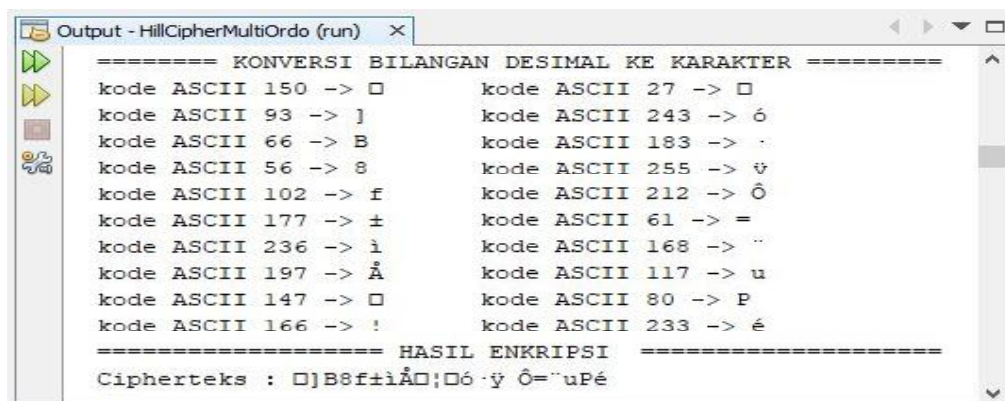 Output - HillCipherMultiOrdo (run) ×
======== KONVERSI BILANGAN DESIMAL KE KARAKTER =========
kode ASCII 150 -> □ kode ASCII 27 -> □
kode ASCII 93 -> ] kode ASCII 243 -> ó
kode ASCII 66 -> B kode ASCII 183 -> ·
kode ASCII 56 -> 8 kode ASCII 255 -> ÿ
kode ASCII 102 -> f kode ASCII 212 -> Ô
kode ASCII 177 -> ± kode ASCII 61 -> =
kode ASCII 236 -> ì kode ASCII 168 -> ¨
kode ASCII 197 -> Å kode ASCII 117 -> u
kode ASCII 147 -> □ kode ASCII 80 -> P
kode ASCII 166 -> ¦ kode ASCII 233 -> é
=================== HASIL ENKRIPSI ====================
Cipherteks : □]B8f±ìÅ□¦□ó·ÿ Ô=¨uPé